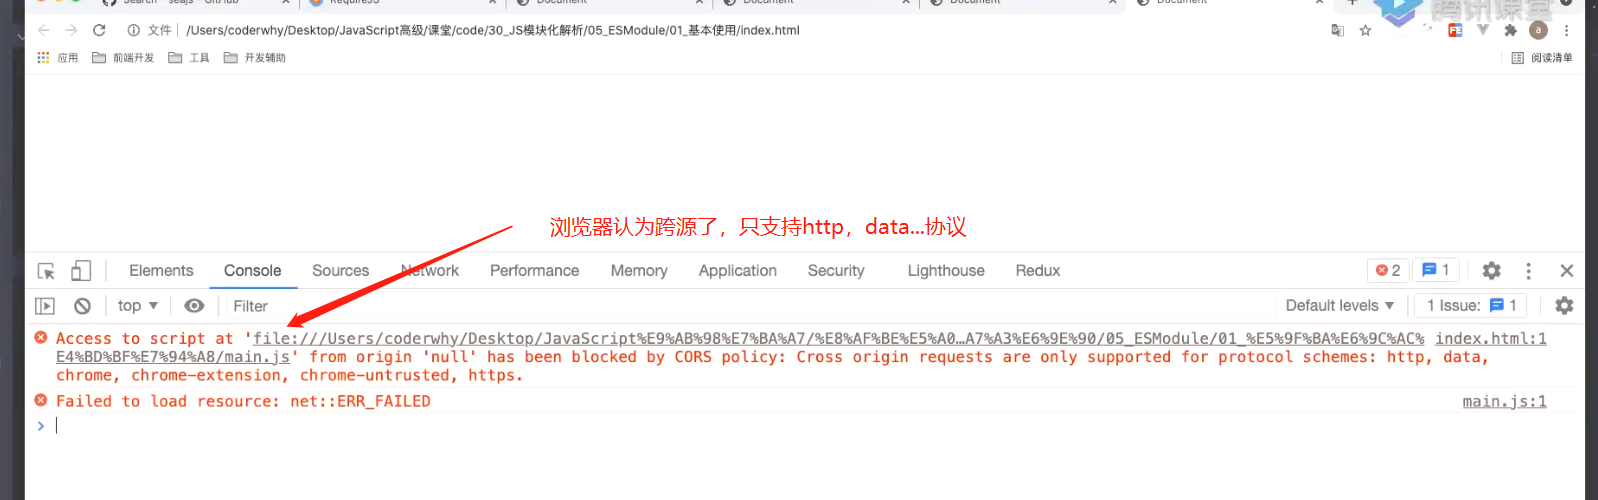 Search · seajs · GitHub
RequireJS
Document
Document
Document
Document
腾讯课堂
文件 /Users/coderwhy/Desktop/JavaScript高级/课堂/code/30_JS模块化解析/05_ESModule/01_基本使用/index.html
a
应用 前端开发 工具 开发辅助 阅读清单
浏览器认为跨源了，只支持http，data...协议
Elements Console Sources Network Performance Memory Application Security Lighthouse Redux 2 1
top Filter Default levels 1 Issue: 1
Access to script at 'file:///Users/coderwhy/Desktop/JavaScript%E9%AB%98%E7%BA%A7/%E8%AF%BE%E5%A0…A7%A3%E6%9E%90/05_ESModule/01_%E5%9F%BA%E6%9C%AC% index.html:1
E4%BD%BF%E7%94%A8/main.js' from origin 'null' has been blocked by CORS policy: Cross origin requests are only supported for protocol schemes: http, data,
chrome, chrome-extension, chrome-untrusted, https.
Failed to load resource: net::ERR_FAILED main.js:1